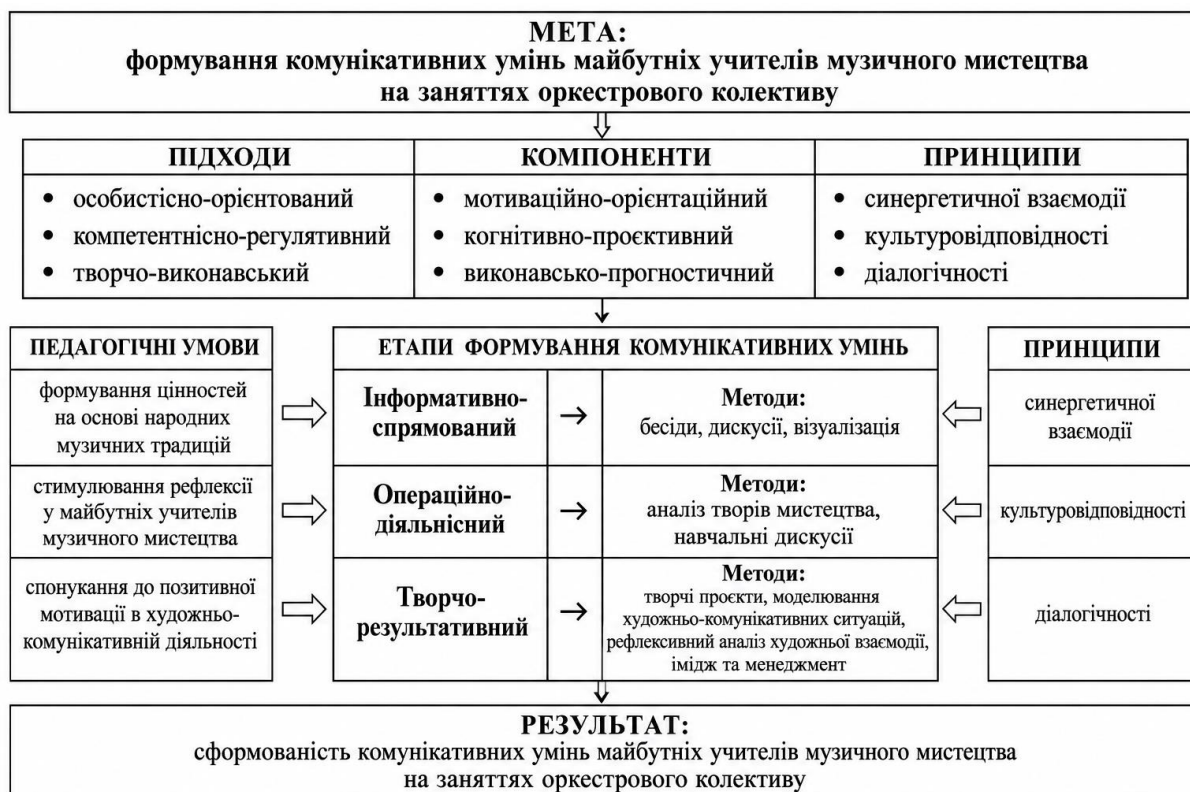 МЕТА:
формування комунікативних умінь майбутніх учителів музичного мистецтва
на заняттях оркестрового колективу
ПІДХОДИ
• особистісно-орієнтований
• компетентнісно-регулятивний
• творчо-виконавський
КОМПОНЕНТИ
• мотиваційно-орієнтаційний
• когнітивно-проєктивний
• виконавсько-прогностичний
ПРИНЦИПИ
• синергетичної взаємодії
• культуровідповідності
• діалогічності
ПЕДАГОГІЧНІ УМОВИ
формування цінностей
на основі народних
музичних традицій
стимулювання рефлексії
у майбутніх учителів
музичного мистецтва
спонукання до позитивної
мотивації в художньо-
комунікативній діяльності
ЕТАПИ ФОРМУВАННЯ КОМУНІКАТИВНИХ УМІНЬ
Інформативно-
спрямований
Методи:
бесіди, дискусії, візуалізація
Операційно-
діяльнісний
Методи:
аналіз творів мистецтва,
навчальні дискусії
Творчо-
результативний
Методи:
творчі проєкти, моделювання
художньо-комунікативних ситуацій,
рефлексивний аналіз художньої взаємодії,
імідж та менеджмент
ПРИНЦИПИ
синергетичної
взаємодії
культуровідповідності
діалогічності
РЕЗУЛЬТАТ:
сформованість комунікативних умінь майбутніх учителів музичного мистецтва
на заняттях оркестрового колективу